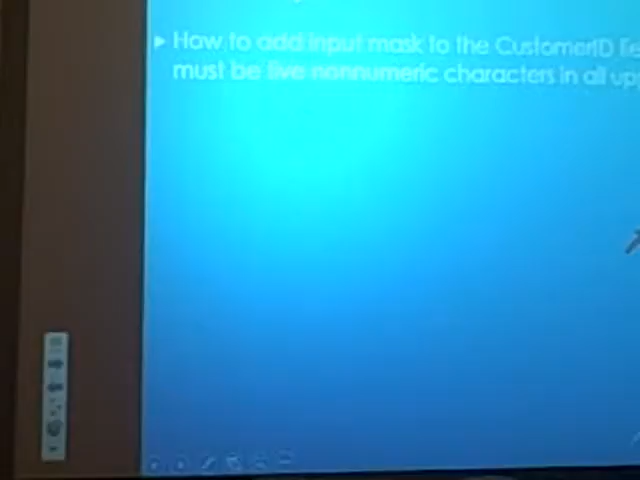 How to add input mask to the CustomerID
must be five nonnumeric characters in all